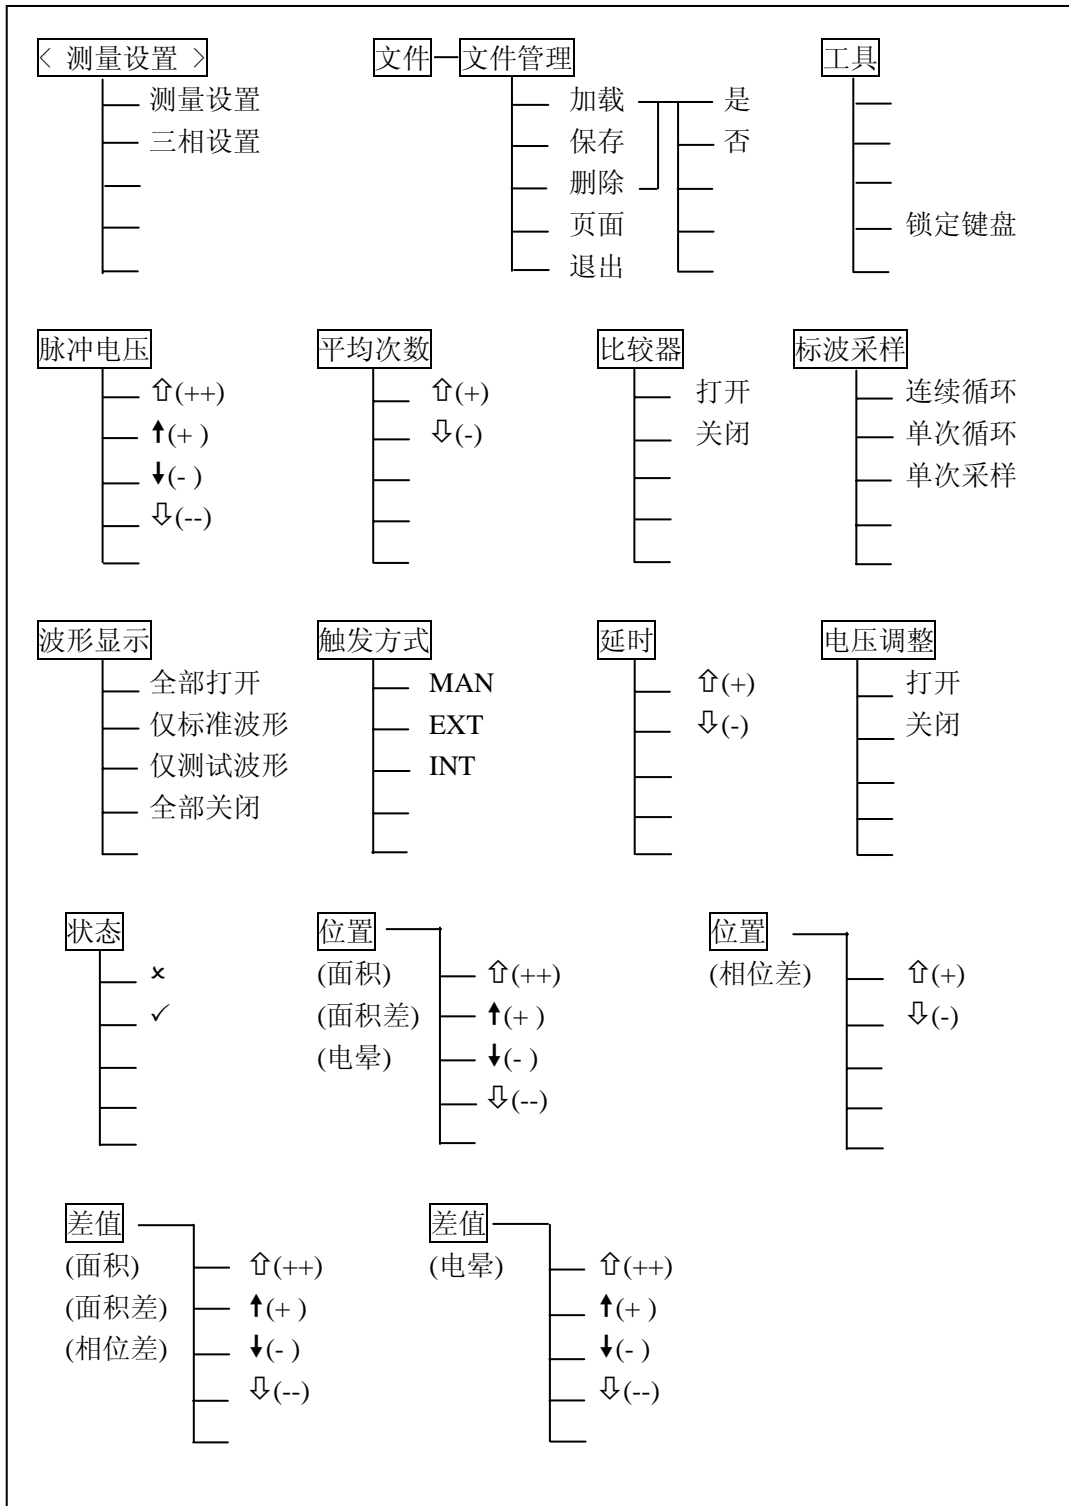 < 测量设置 >
测量设置
三相设置
文件 文件管理
加载
保存
删除
页面
退出
是
否
工具
锁定键盘
脉冲电压
⇧(++)
↑(+ )
↓(- )
⇩(--)
平均次数
⇧(+)
⇩(-)
比较器
打开
关闭
标波采样
连续循环
单次循环
单次采样
波形显示
全部打开
仅标准波形
仅测试波形
全部关闭
触发方式
MAN
EXT
INT
延时
⇧(+)
⇩(-)
电压调整
打开
关闭
状态
×
✓
位置
(面积)
(面积差)
(电晕)
⇧(++)
↑(+ )
↓(- )
⇩(--)
位置
(相位差)
⇧(+)
⇩(-)
差值
(面积)
(面积差)
(相位差)
⇧(++)
↑(+ )
↓(- )
⇩(--)
差值
(电晕)
⇧(++)
↑(+ )
↓(- )
⇩(--)